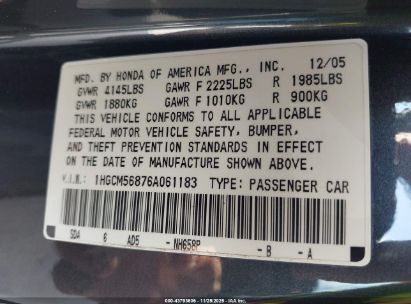 MFD. BY HONDA OF AMERICA MFG., INC. 12/05
GVWR 4145LBS GAWR F 2225LBS R 1985LBS
GVWR 1880KG GAWR F 1010KG R 900KG
THIS VEHICLE CONFORMS TO ALL APPLICABLE
FEDERAL MOTOR VEHICLE SAFETY, BUMPER,
AND THEFT PREVENTION STANDARDS IN EFFECT
ON THE DATE OF MANUFACTURE SHOWN ABOVE.
V.I.N.: 1HGCM56876A061183 TYPE: PASSENGER CAR
SDA 6 AD5 - NH658P - B - A